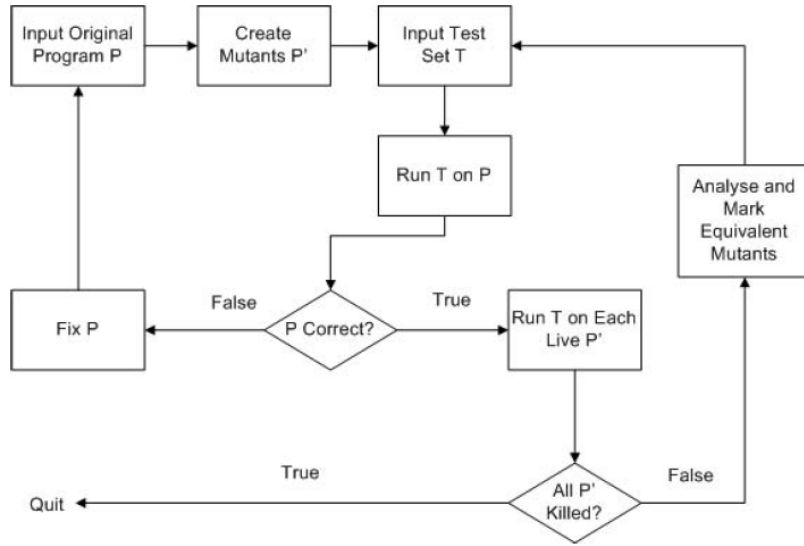 Input Original
Program P
Create
Mutants P'
Input Test
Set T
Run T on P
Analyse and
Mark
Equivalent
Mutants
False
True
Fix P
P Correct?
Run T on Each
Live P'
True
False
Quit
All P'
Killed?